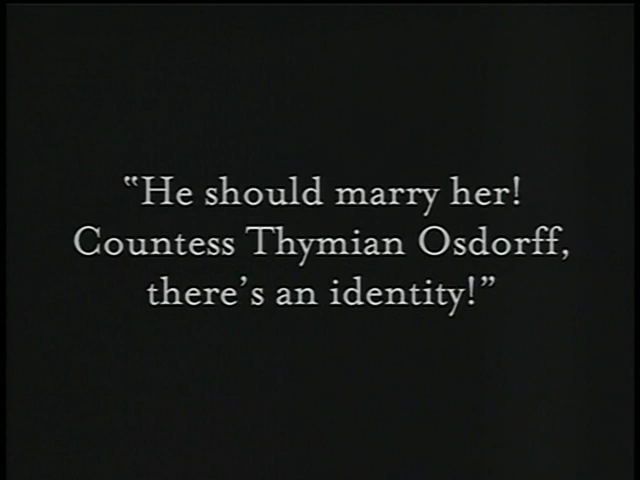 “He should marry her!
Countess Thymian Osdorff,
there’s an identity!”